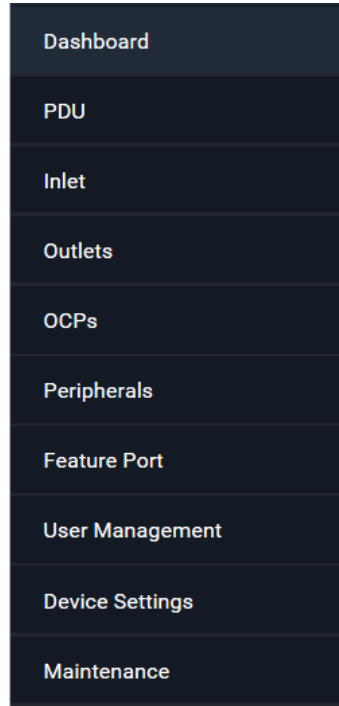 Dashboard
PDU
Inlet
Outlets
OCPs
Peripherals
Feature Port
User Management
Device Settings
Maintenance